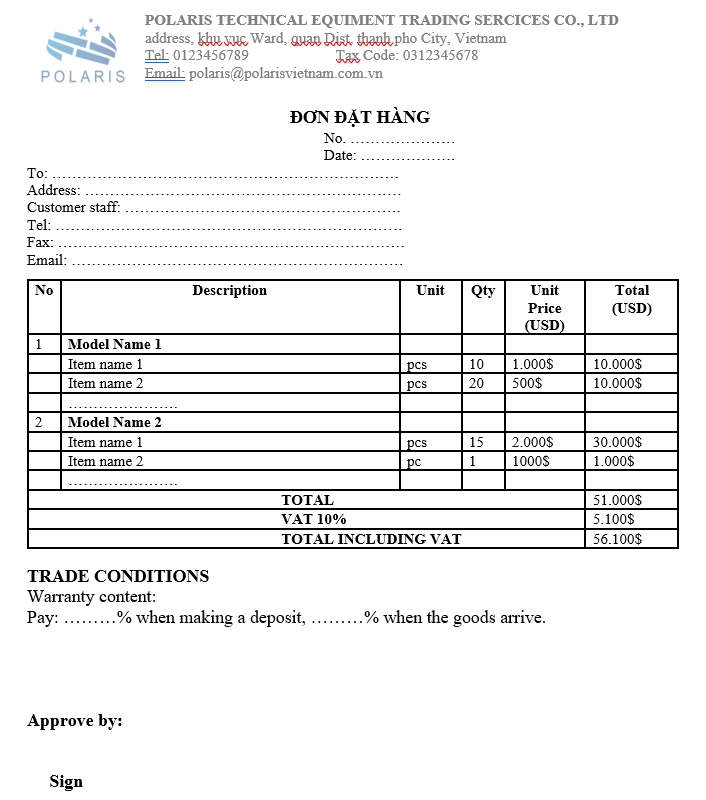 POLARIS
POLARIS TECHNICAL EQUIMENT TRADING SERCICES CO., LTD
address, khu vuc Ward, quan Dist, thanh pho City, Vietnam
Tel: 0123456789 Tax Code: 0312345678
Email: polaris@polarisvietnam.com.vn
ĐƠN ĐẶT HÀNG
No. .....................
Date: ...................
To: .......................................................................
Address: .................................................................
Customer staff: .........................................................
Tel: .......................................................................
Fax: .......................................................................
Email: ....................................................................
No Description Unit Qty Unit Price (USD) Total (USD)
1 Model Name 1
Item name 1 pcs 10 1.000$ 10.000$
Item name 2 pcs 20 500$ 10.000$
......................
2 Model Name 2
Item name 1 pcs 15 2.000$ 30.000$
Item name 2 pc 1 1000$ 1.000$
......................
TOTAL 51.000$
VAT 10% 5.100$
TOTAL INCLUDING VAT 56.100$
TRADE CONDITIONS
Warranty content:
Pay: ………% when making a deposit, ………% when the goods arrive.
Approve by:
Sign